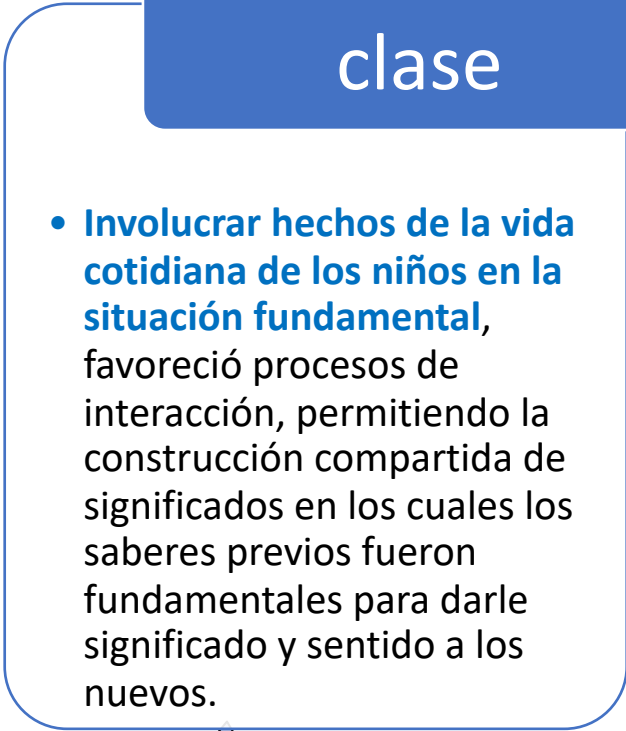 clase
• Involucrar hechos de la vida
cotidiana de los niños en la
situación fundamental,
favoreció procesos de
interacción, permitiendo la
construcción compartida de
significados en los cuales los
saberes previos fueron
fundamentales para darle
significado y sentido a los
nuevos.